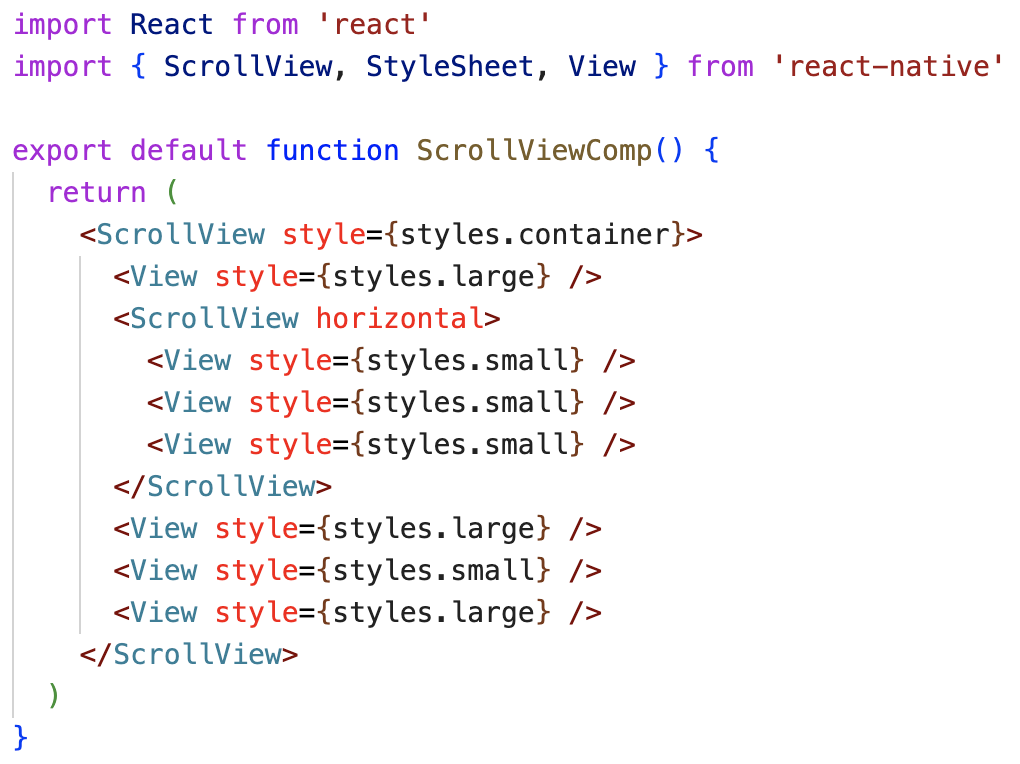 import React from 'react'
import { ScrollView, StyleSheet, View } from 'react-native'

export default function ScrollViewComp() {
  return (
    <ScrollView style={styles.container}>
      <View style={styles.large} />
      <ScrollView horizontal>
        <View style={styles.small} />
        <View style={styles.small} />
        <View style={styles.small} />
      </ScrollView>
      <View style={styles.large} />
      <View style={styles.small} />
      <View style={styles.large} />
    </ScrollView>
  )
}